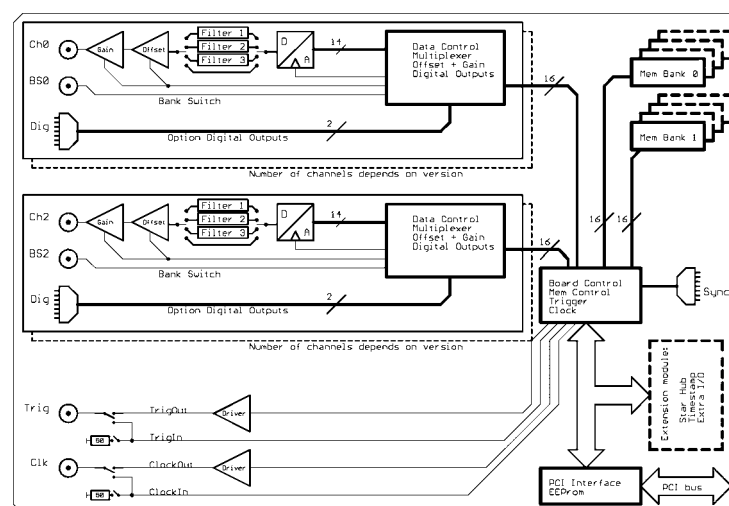 Ch0
Gain
Offset
Filter 1
Filter 2
Filter 3
D
A
14
Data Control
Multiplexer
Offset + Gain
Digital Outputs
BS0
Bank Switch
Dig
Option Digital Outputs
2
16
Number of channels depends on version
Mem Bank 0
Mem Bank 1
Ch2
Gain
Offset
Filter 1
Filter 2
Filter 3
D
A
14
Data Control
Multiplexer
Offset + Gain
Digital Outputs
BS2
Bank Switch
Dig
Option Digital Outputs
2
16
16
16
Number of channels depends on version
Board Control
Mem Control
Trigger
Clock
Sync
Extension module:
Star Hub
Timestamp
Extra I/O
Trig
TrigOut
Driver
50
TrigIn
Clk
ClockOut
Driver
50
ClockIn
PCI Interface
EEProm
PCI bus